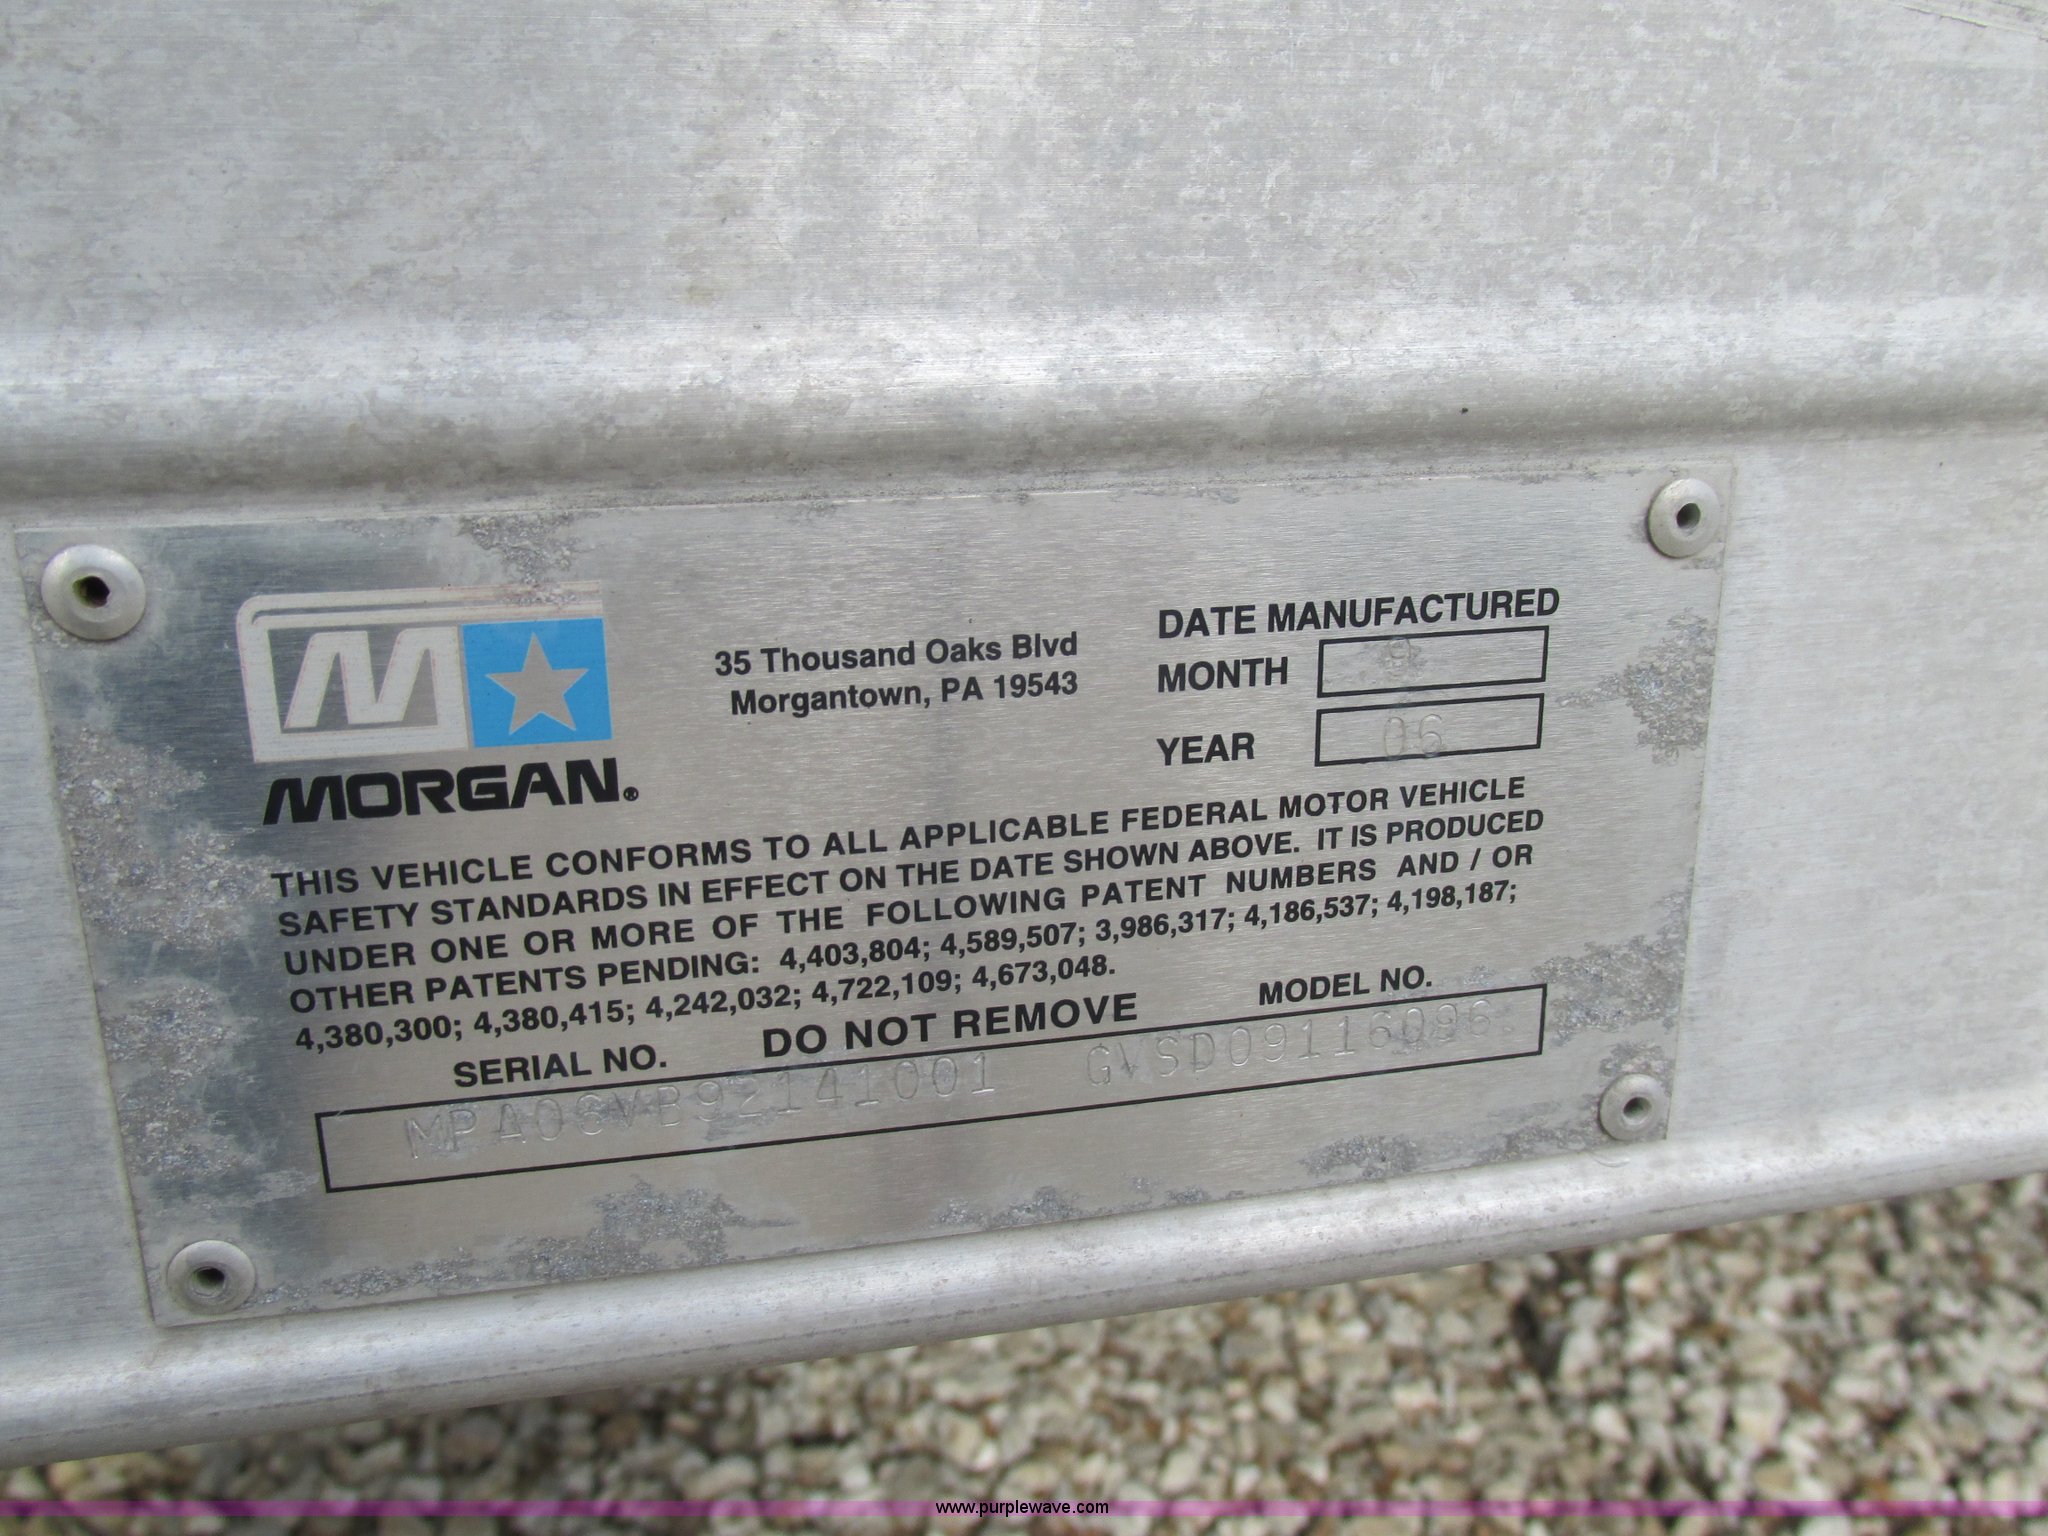 M
MORGAN®
35 Thousand Oaks Blvd
Morgantown, PA 19543
DATE MANUFACTURED
MONTH 9
YEAR 06
THIS VEHICLE CONFORMS TO ALL APPLICABLE FEDERAL MOTOR VEHICLE
SAFETY STANDARDS IN EFFECT ON THE DATE SHOWN ABOVE. IT IS PRODUCED
UNDER ONE OR MORE OF THE FOLLOWING PATENT NUMBERS AND / OR
OTHER PATENTS PENDING: 4,403,804; 4,589,507; 3,986,317; 4,186,537; 4,198,187;
4,380,300; 4,380,415; 4,242,032; 4,722,109; 4,673,048.
SERIAL NO. DO NOT REMOVE MODEL NO.
GVSD09116096
www.purplewave.com